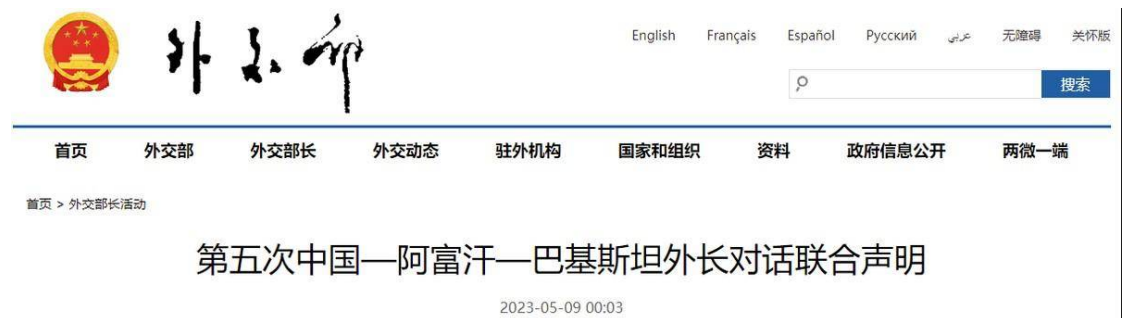 外交部
English Français Español Русский عربي 无障碍 关怀版
搜索
首页 外交部 外交部长 外交动态 驻外机构 国家和组织 资料 政府信息公开 两微一端
首页 > 外交部长活动
第五次中国—阿富汗—巴基斯坦外长对话联合声明
2023-05-09 00:03